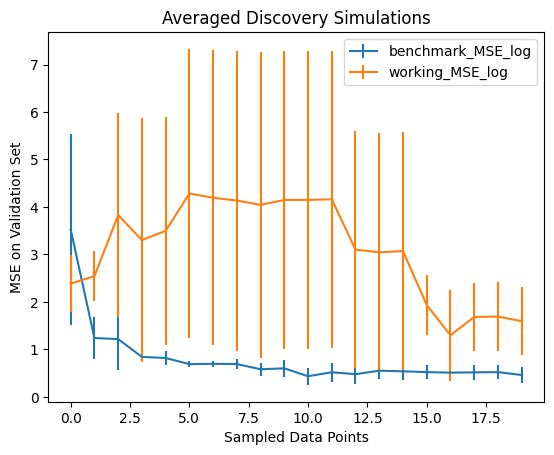 Averaged Discovery Simulations
benchmark_MSE_log
working_MSE_log
MSE on Validation Set
7
6
5
4
3
2
1
0
0.0 2.5 5.0 7.5 10.0 12.5 15.0 17.5
Sampled Data Points